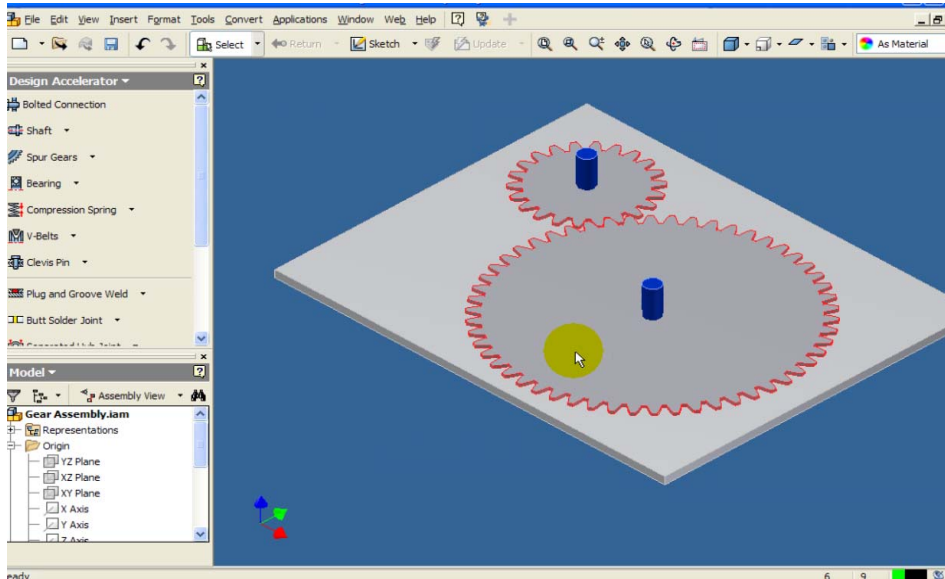 File Edit View Insert Format Tools Convert Applications Window Web Help
Select Return Sketch Update As Material
Design Accelerator
Bolted Connection
Shaft
Spur Gears
Bearing
Compression Spring
V-Belts
Clevis Pin
Plug and Groove Weld
Butt Solder Joint
Model
Assembly View
Gear Assembly.iam
Representations
Origin
YZ Plane
XZ Plane
XY Plane
X Axis
Y Axis
Z Axis
eady 6 9